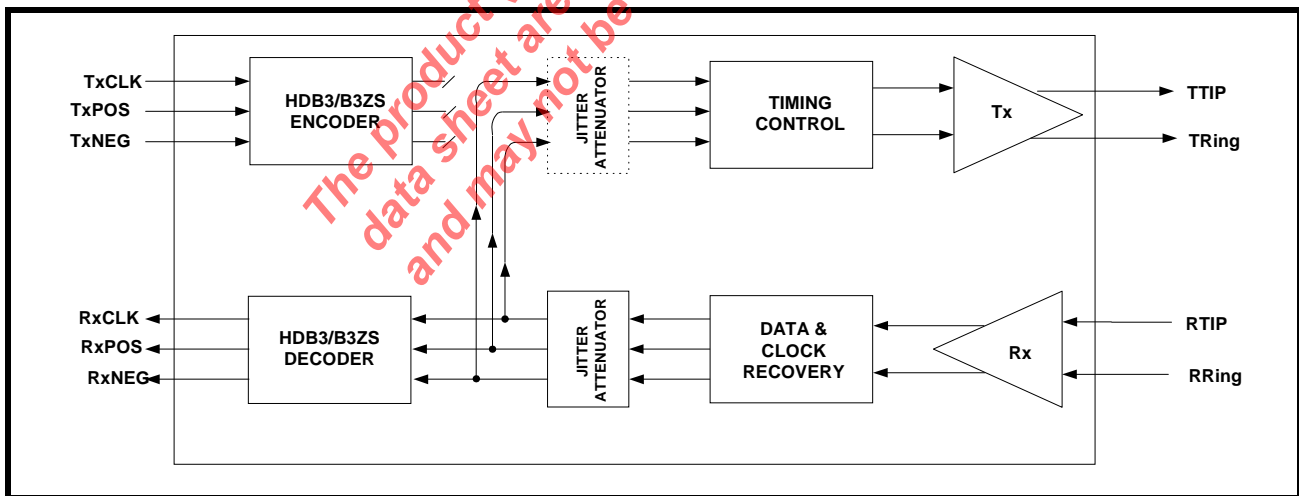 The product
data sheet are
and may not be
TxCLK
TxPOS
TxNEG
HDB3/B3ZS
ENCODER
JITTER
ATTENUATOR
TIMING
CONTROL
Tx
TTIP
TRing
RxCLK
RxPOS
RxNEG
HDB3/B3ZS
DECODER
JITTER
ATTENUATOR
DATA &
CLOCK
RECOVERY
Rx
RTIP
RRing